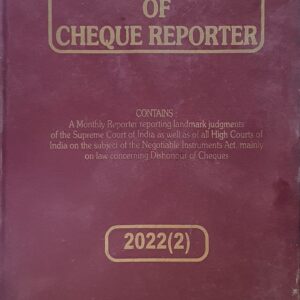 OF
CHEQUE REPORTER
CONTAINS :
A Monthly Reporter reporting landmark judgments
of the Supreme Court of India as well as of all High Courts of
India on the subject of the Negotiable Instruments Act, mainly
on law concerning Dishonour of Cheques
2022(2)